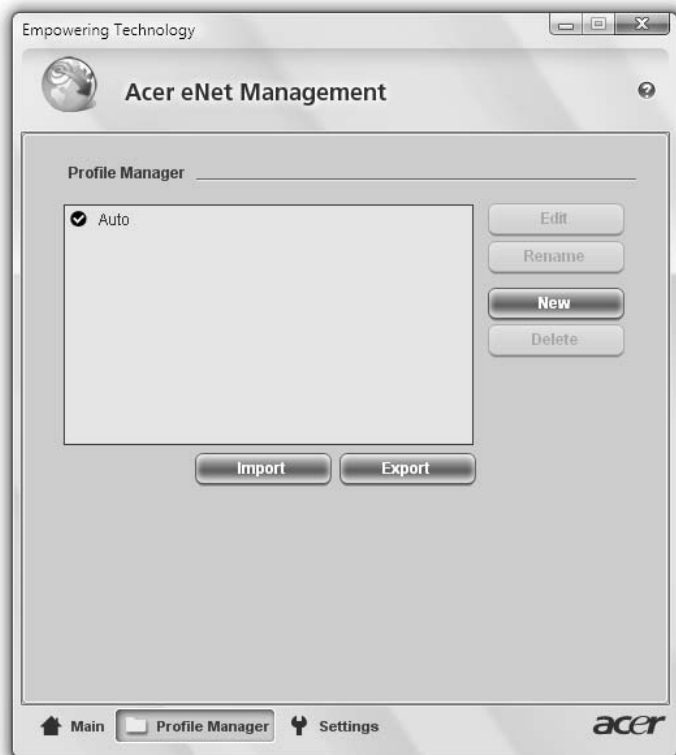 Empowering Technology
Acer eNet Management
Profile Manager
Auto
Edit
Rename
New
Delete
Import
Export
Main
Profile Manager
Settings
acer